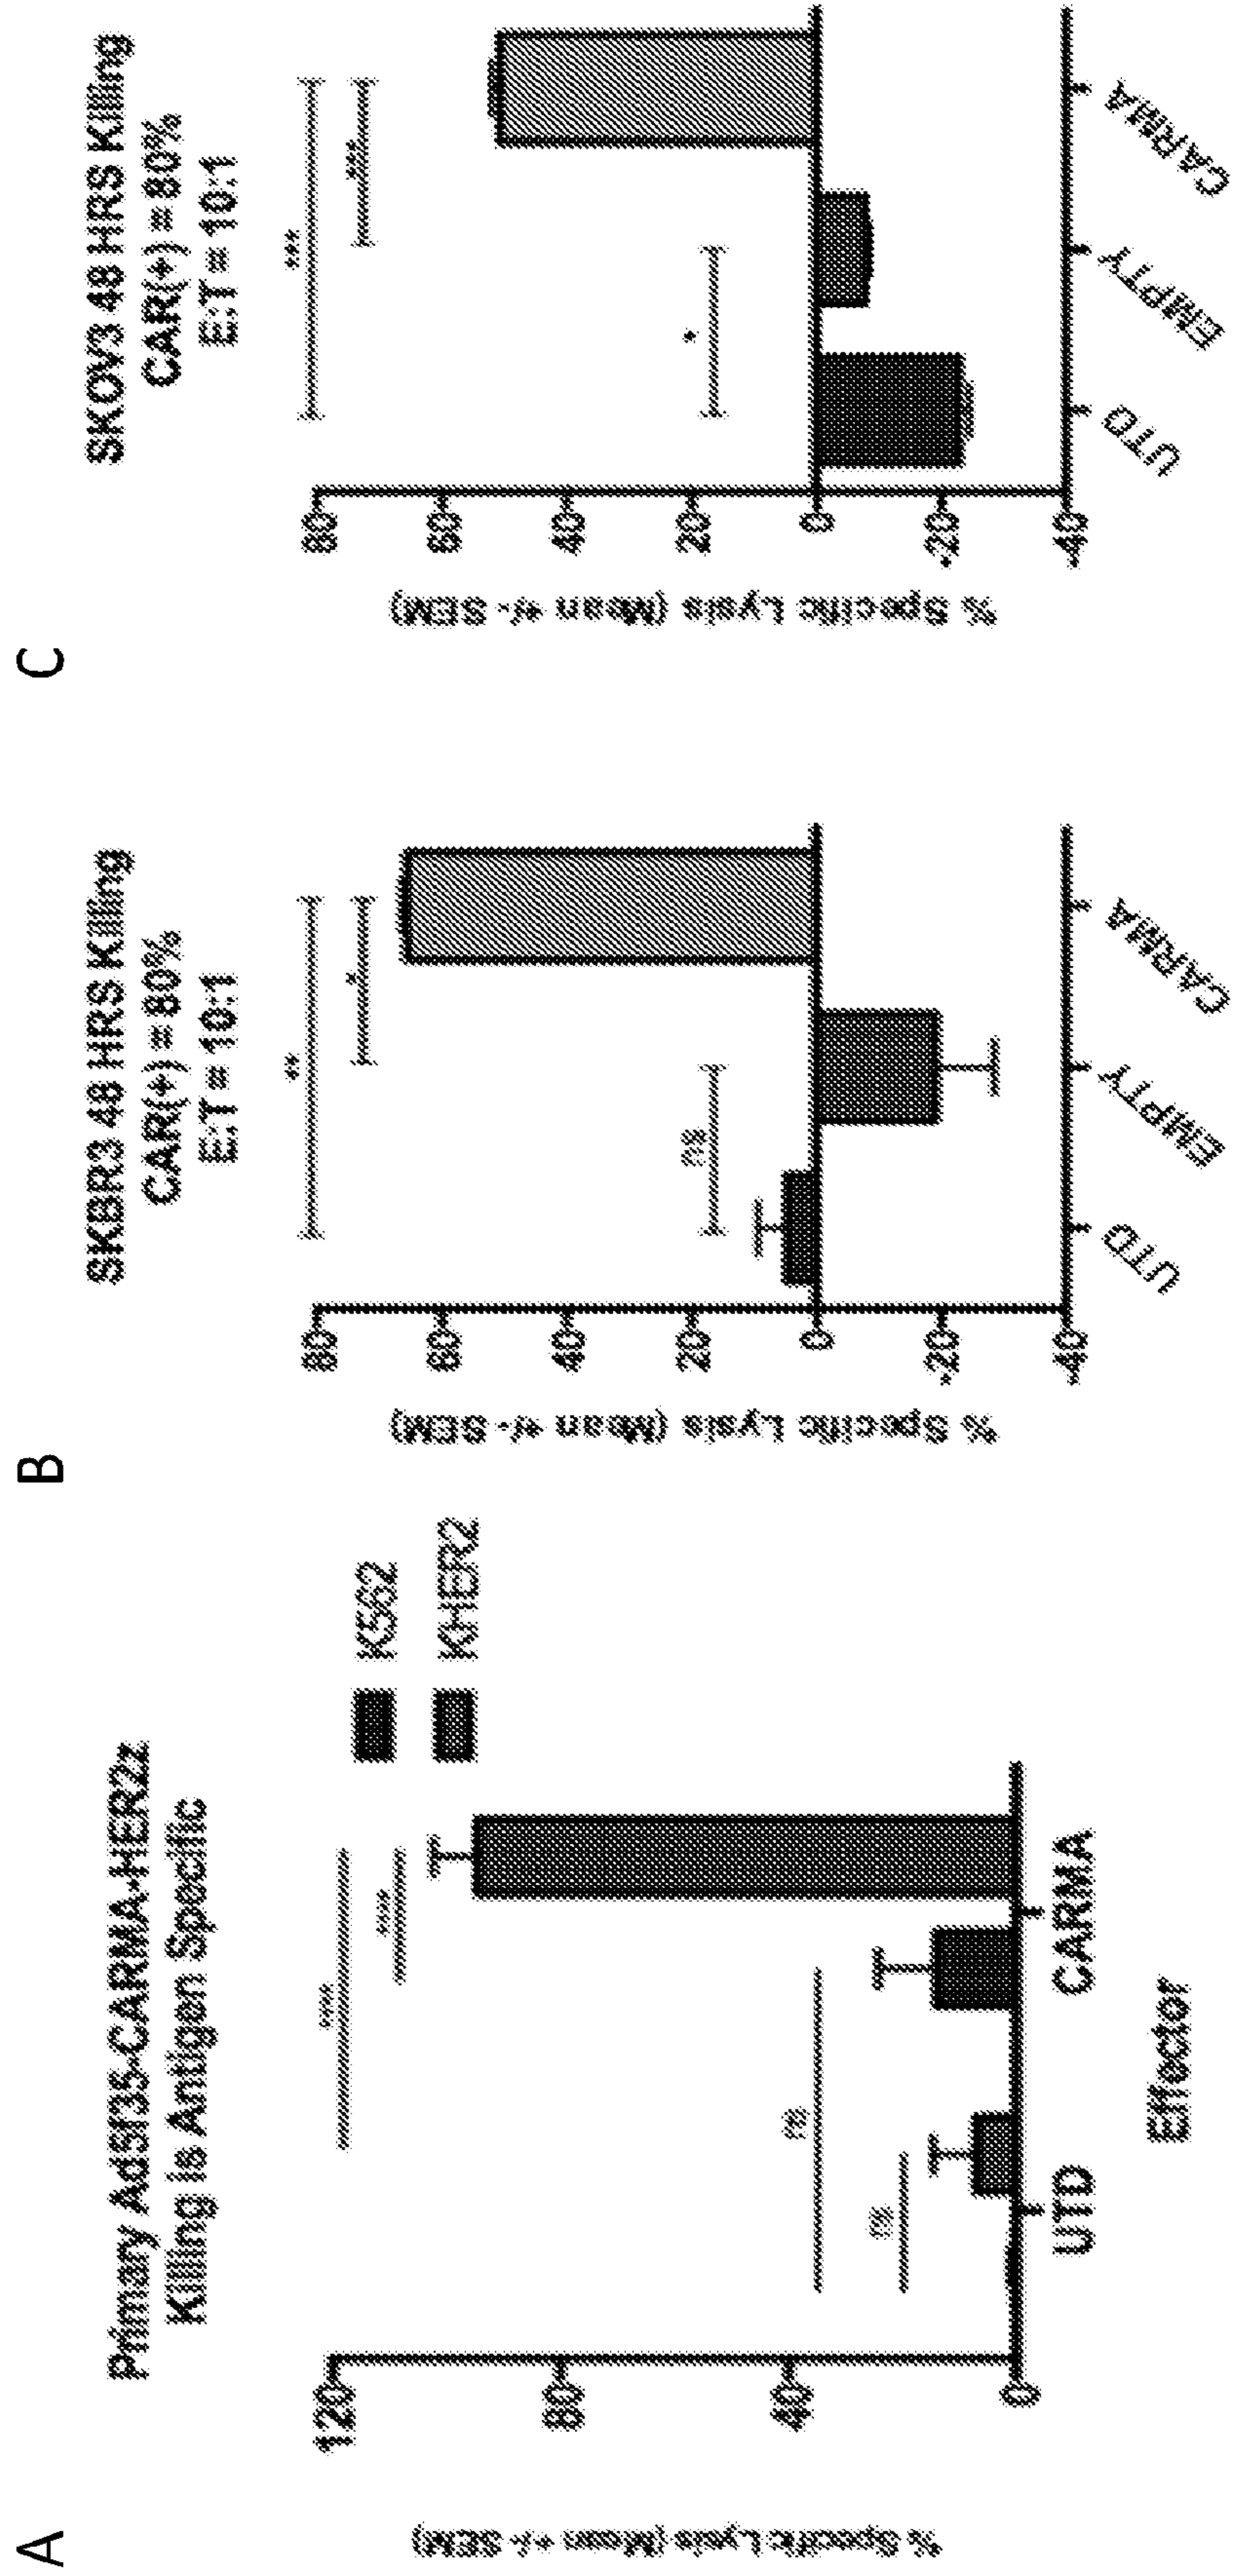 A
Primary Ad5f35-CARMA-HER2z
Killing is Antigen Specific
% Specific Lysis (Mean +/- SEM)
120
80
40
0
****
****
ns
ns
K562
KHER2
UTD
CARMA
Effector
B
SKBR3 48 HRS Killing
CAR(+) = 80%
E:T = 10:1
% Specific Lysis (Mean +/- SEM)
80
60
40
20
0
-20
-40
**
*
ns
UTD
EMPTY
CARMA
C
SKOV3 48 HRS Killing
CAR(+) = 80%
E:T = 10:1
% Specific Lysis (Mean +/- SEM)
80
60
40
20
0
-20
-40
***
***
*
UTD
EMPTY
CARMA